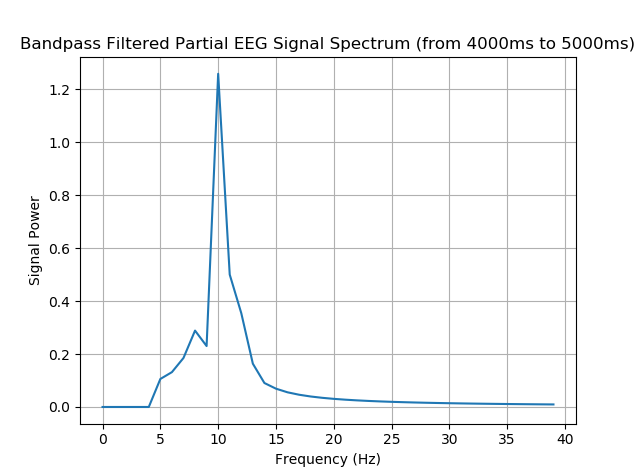 Bandpass Filtered Partial EEG Signal Spectrum (from 4000ms to 5000ms)
1.2
1.0
0.8
0.6
0.4
0.2
0.0
Signal Power
0 5 10 15 20 25 30 35 40
Frequency (Hz)